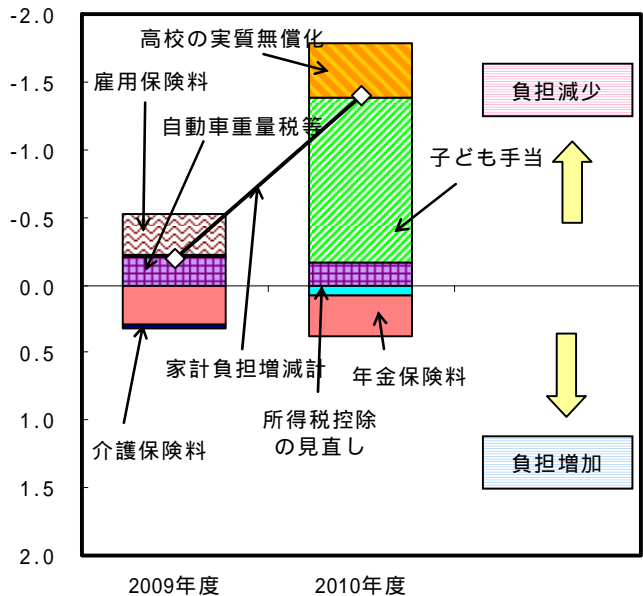 -2.0
-1.5
-1.0
-0.5
0.0
0.5
1.0
1.5
2.0
高校の実質無償化
雇用保険料
自動車重量税等
子ども手当
負担減少
家計負担増減計
年金保険料
所得税控除
の見直し
介護保険料
負担増加
2009年度
2010年度